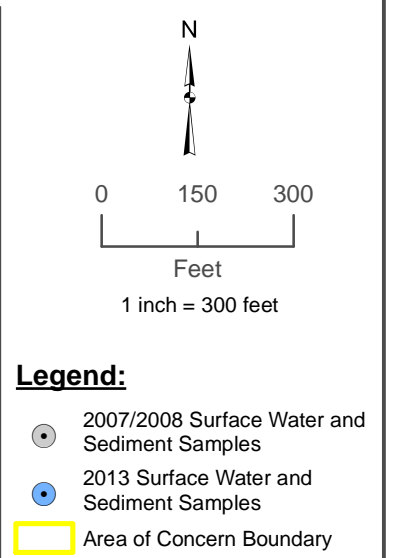 N
0 150 300
Feet
1 inch = 300 feet
Legend:
2007/2008 Surface Water and
Sediment Samples
2013 Surface Water and
Sediment Samples
Area of Concern Boundary